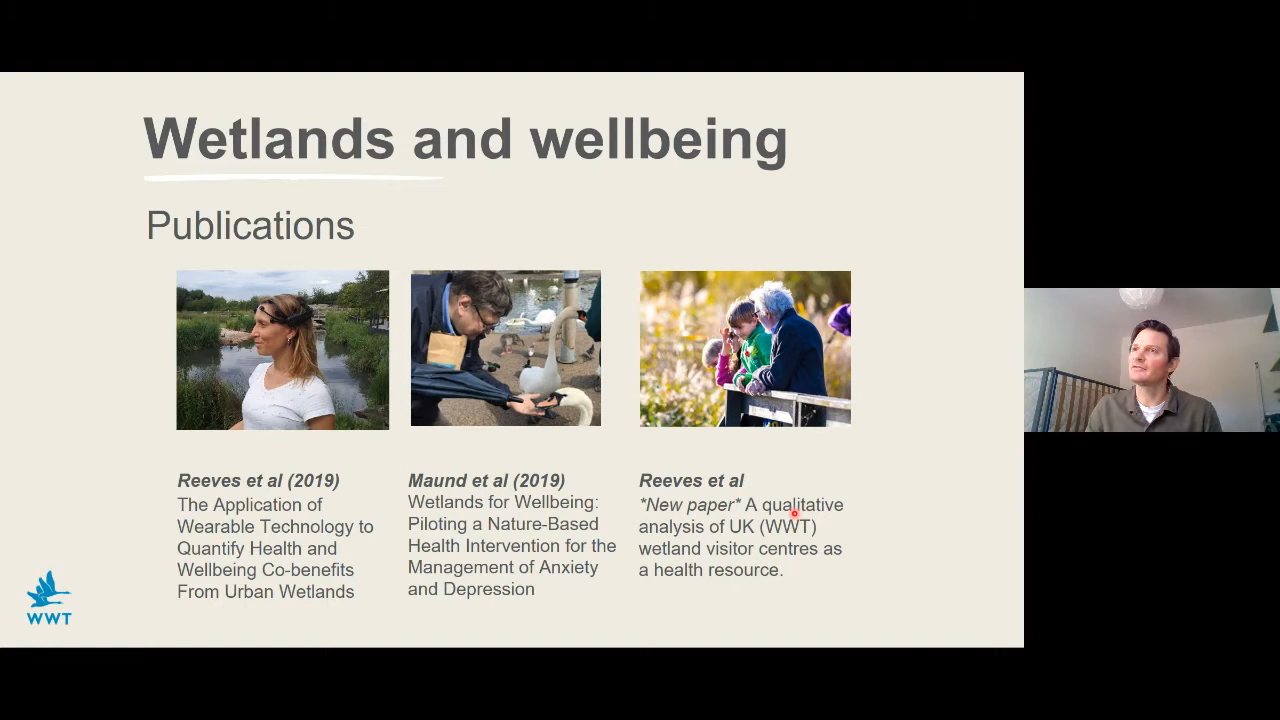 Wetlands and wellbeing
Publications
Reeves et al (2019)
The Application of
Wearable Technology to
Quantify Health and
Wellbeing Co-benefits
From Urban Wetlands
Maund et al (2019)
Wetlands for Wellbeing:
Piloting a Nature-Based
Health Intervention for the
Management of Anxiety
and Depression
Reeves et al
*New paper* A qualitative
analysis of UK (WWT)
wetland visitor centres as
a health resource.
WWT